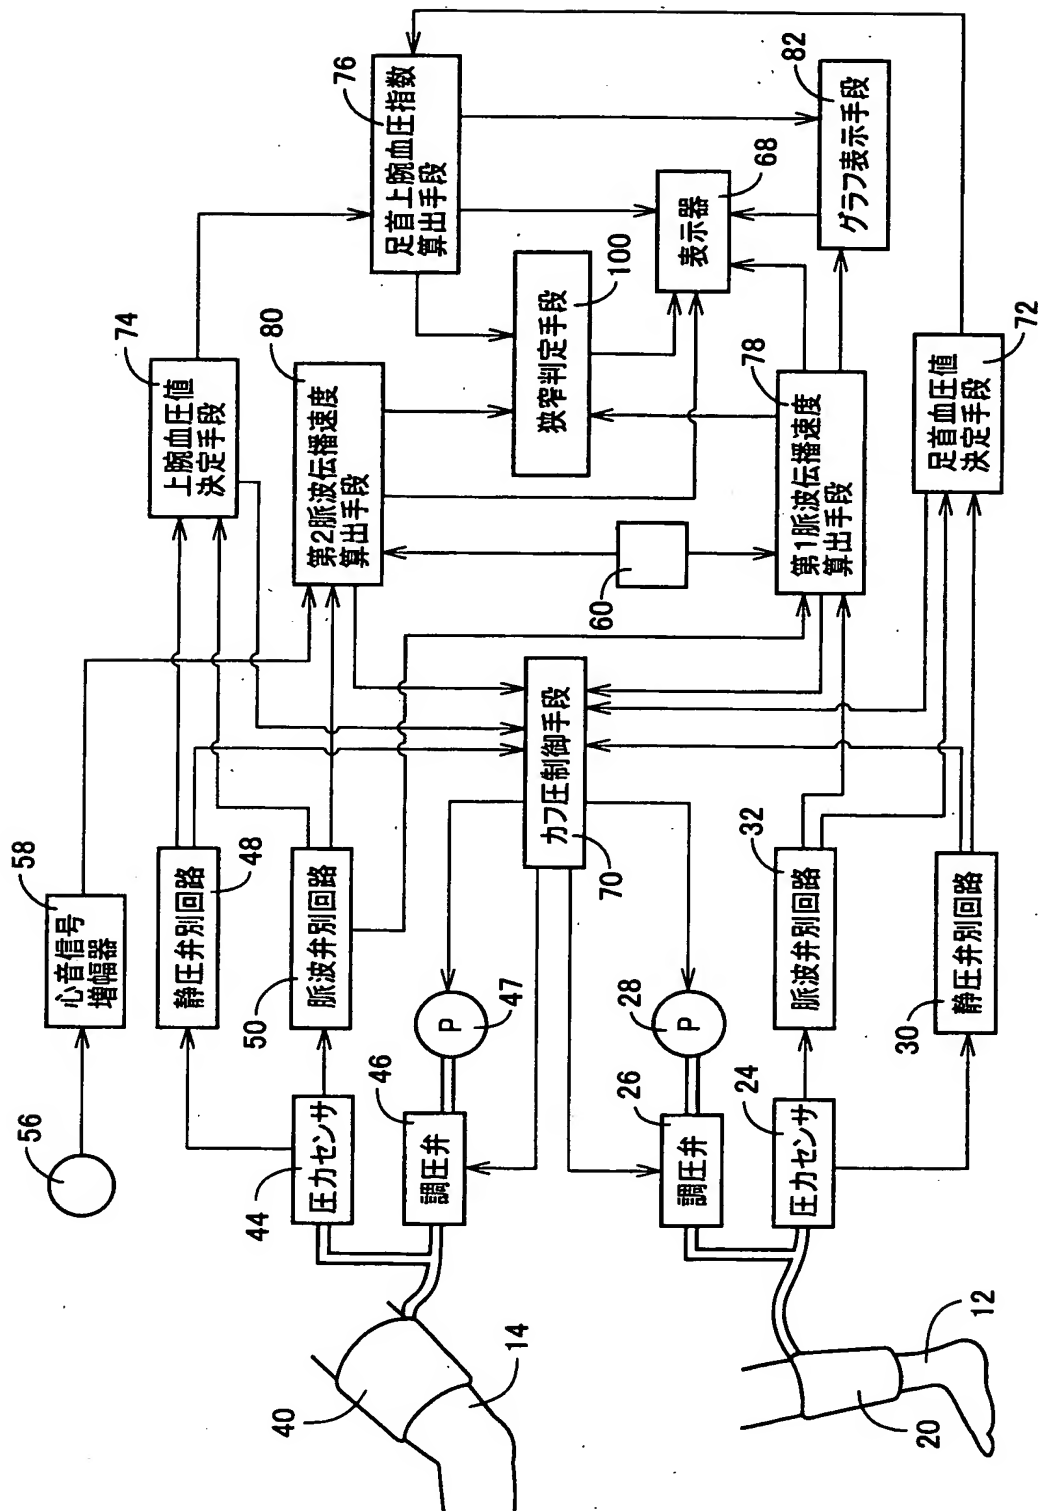 56
58
心音信号
増幅器
44
圧力センサ
静圧弁別回路
48
50
脈波弁別回路
74
上腕血圧値
決定手段
76
足首上腕血圧指数
算出手段
80
第2脈波伝播速度
算出手段
40
14
46
調圧弁
P
47
カフ圧制御手段
70
狭窄判定手段
100
表示器
68
82
グラフ表示手段
60
26
調圧弁
28
P
78
第1脈波伝播速度
算出手段
24
圧力センサ
32
脈波弁別回路
30
静圧弁別回路
足首血圧値
決定手段
72
12
20